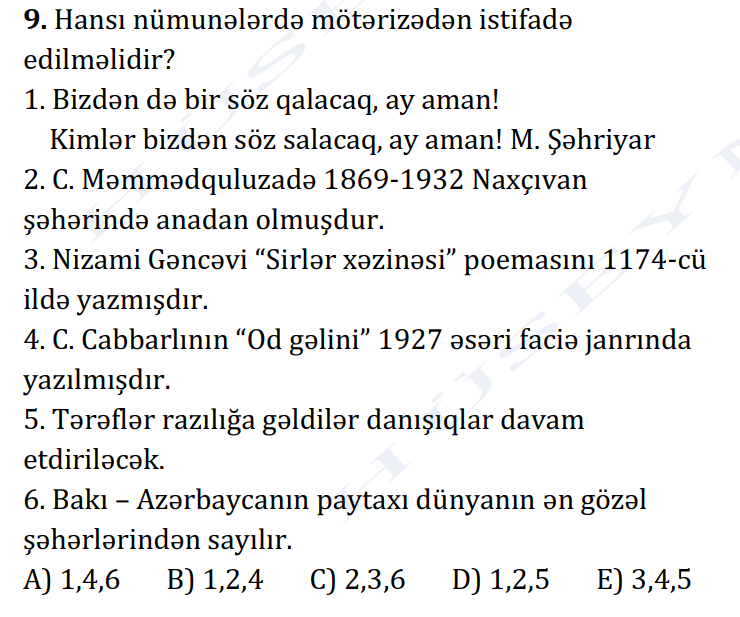 9. Hansı nümunələrdə mötərizədən istifadə
edilməlidir?
1. Bizdən də bir söz qalacaq, ay aman!
Kimlər bizdən söz salacaq, ay aman! M. Şəhriyar
2. C. Məmmədquluzadə 1869-1932 Naxçıvan
şəhərində anadan olmuşdur.
3. Nizami Gəncəvi “Sirlər xəzinəsi” poemasını 1174-cü
ildə yazmışdır.
4. C. Cabbarlının “Od gəlini” 1927 əsəri faciə janrında
yazılmışdır.
5. Tərəflər razılığa gəldilər danışıqlar davam
etdiriləcək.
6. Bakı – Azərbaycanın paytaxı dünyanın ən gözəl
şəhərlərindən sayılır.
A) 1,4,6 B) 1,2,4 C) 2,3,6 D) 1,2,5 E) 3,4,5